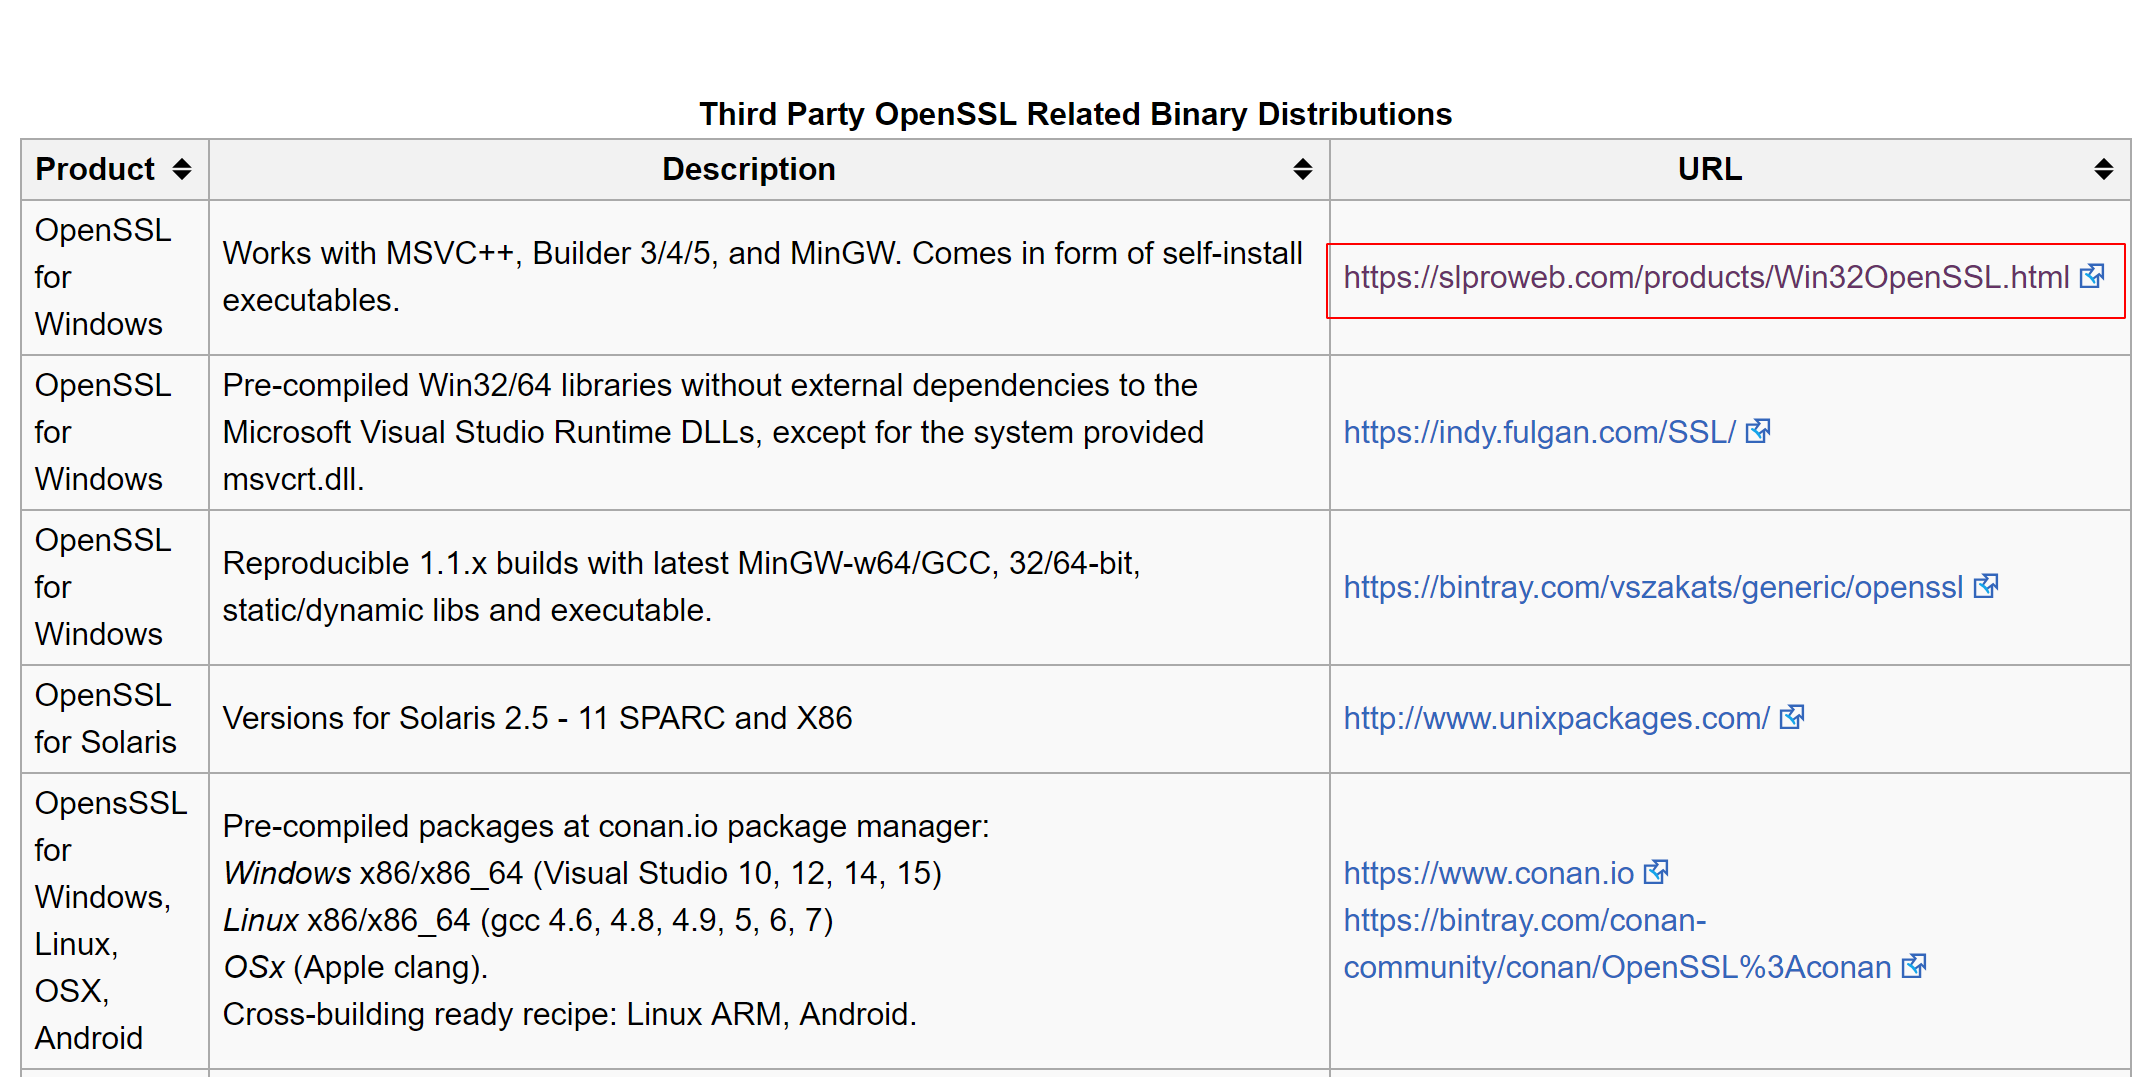 Third Party OpenSSL Related Binary Distributions
Product Description URL
OpenSSL
for
Windows
Works with MSVC++, Builder 3/4/5, and MinGW. Comes in form of self-install
executables.
https://slproweb.com/products/Win32OpenSSL.html
OpenSSL
for
Windows
Pre-compiled Win32/64 libraries without external dependencies to the
Microsoft Visual Studio Runtime DLLs, except for the system provided
msvcrt.dll.
https://indy.fulgan.com/SSL/
OpenSSL
for
Windows
Reproducible 1.1.x builds with latest MinGW-w64/GCC, 32/64-bit,
static/dynamic libs and executable.
https://bintray.com/vszakats/generic/openssl
OpenSSL
for Solaris
Versions for Solaris 2.5 - 11 SPARC and X86
http://www.unixpackages.com/
OpensSSL
for
Windows,
Linux,
OSX,
Android
Pre-compiled packages at conan.io package manager:
Windows x86/x86_64 (Visual Studio 10, 12, 14, 15)
Linux x86/x86_64 (gcc 4.6, 4.8, 4.9, 5, 6, 7)
OSx (Apple clang).
Cross-building ready recipe: Linux ARM, Android.
https://www.conan.io
https://bintray.com/conan-
community/conan/OpenSSL%3Aconan